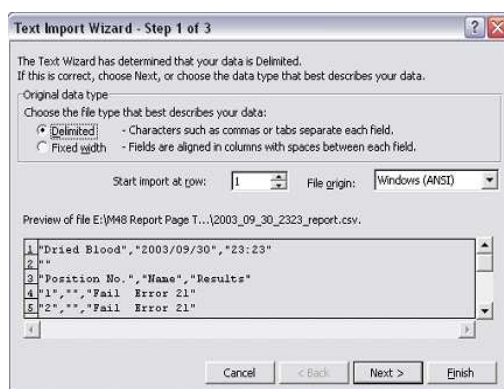 Text Import Wizard - Step 1 of 3
The Text Wizard has determined that your data is Delimited.
If this is correct, choose Next, or choose the data type that best describes your data.
Original data type
Choose the file type that best describes your data:
Delimited - Characters such as commas or tabs separate each field.
Fixed width - Fields are aligned in columns with spaces between each field.
Start import at row: 1 File origin: Windows (ANSI)
Preview of file E:\M48 Report Page T...\2003_09_30_2323_report.csv.
1 "Dried Blood","2003/09/30","23:23"
2 ""
3 "Position No.","Name","Results"
4 "1","","Fail Error 21"
5 "2","","Fail Error 21"
Cancel < Back Next > Finish